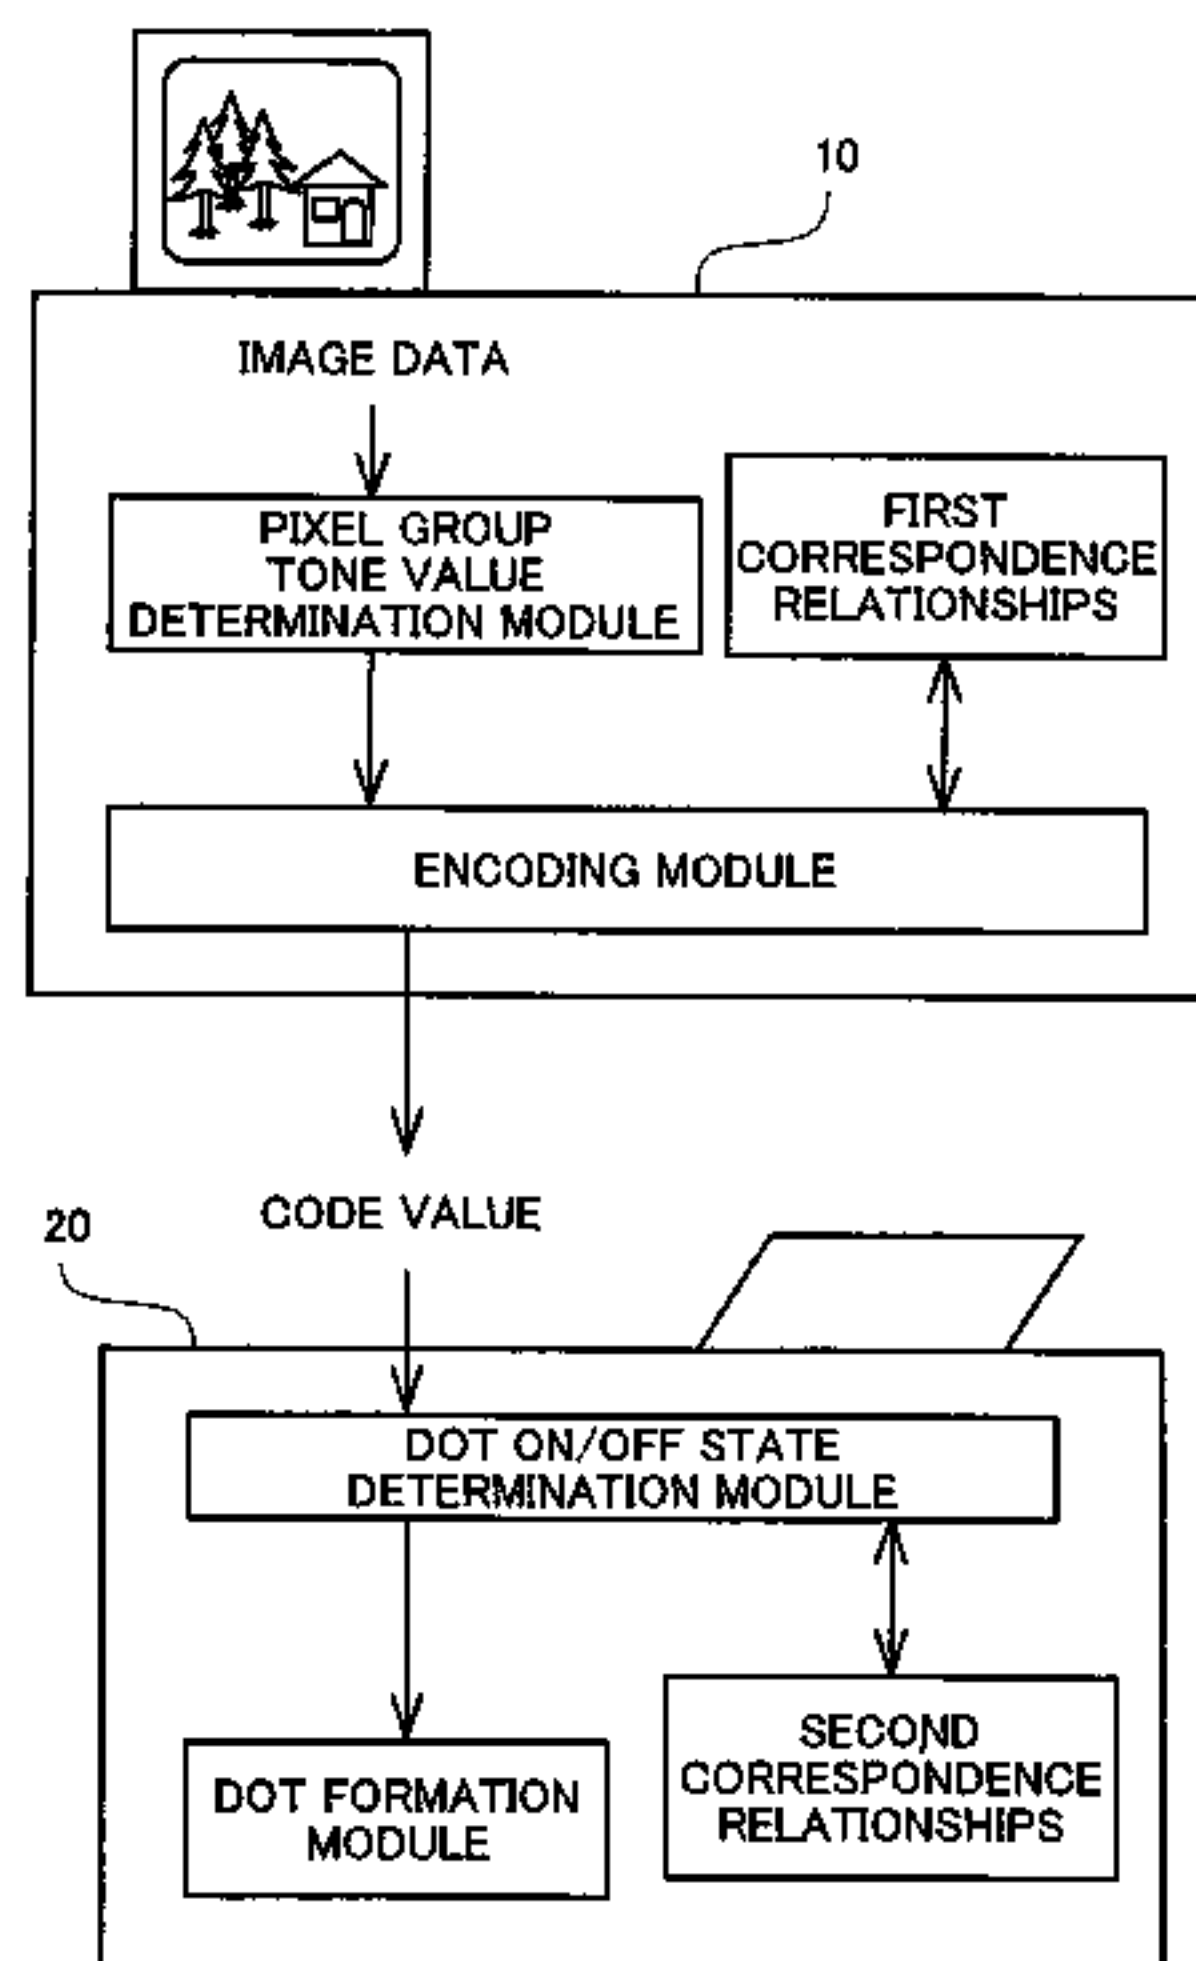 10
IMAGE DATA
PIXEL GROUP
TONE VALUE
DETERMINATION MODULE
FIRST
CORRESPONDENCE
RELATIONSHIPS
ENCODING MODULE
CODE VALUE
20
DOT ON/OFF STATE
DETERMINATION MODULE
DOT FORMATION
MODULE
SECOND
CORRESPONDENCE
RELATIONSHIPS